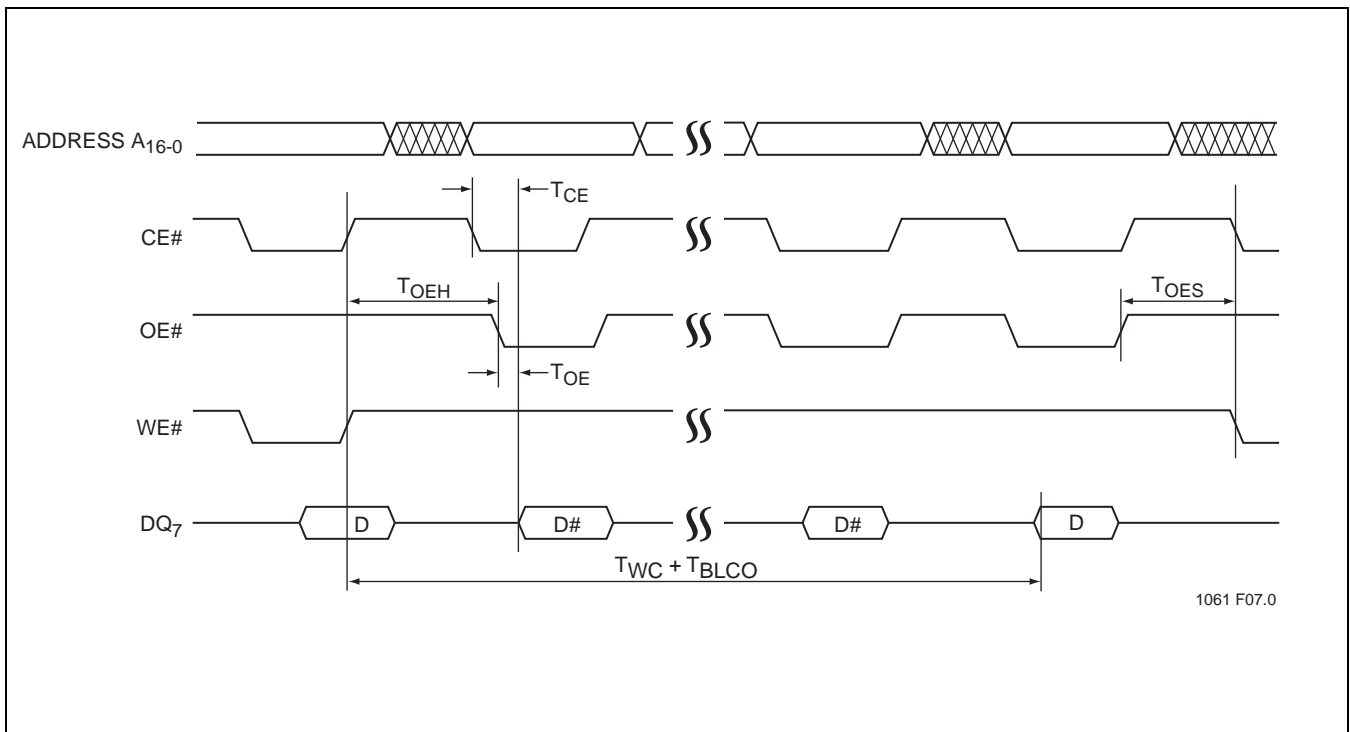 ADDRESS A16-0
TCE
CE#
TOEH
TOES
OE#
TOE
WE#
DQ7
D
D#
D#
D
TWC + TBLCO
1061 F07.0